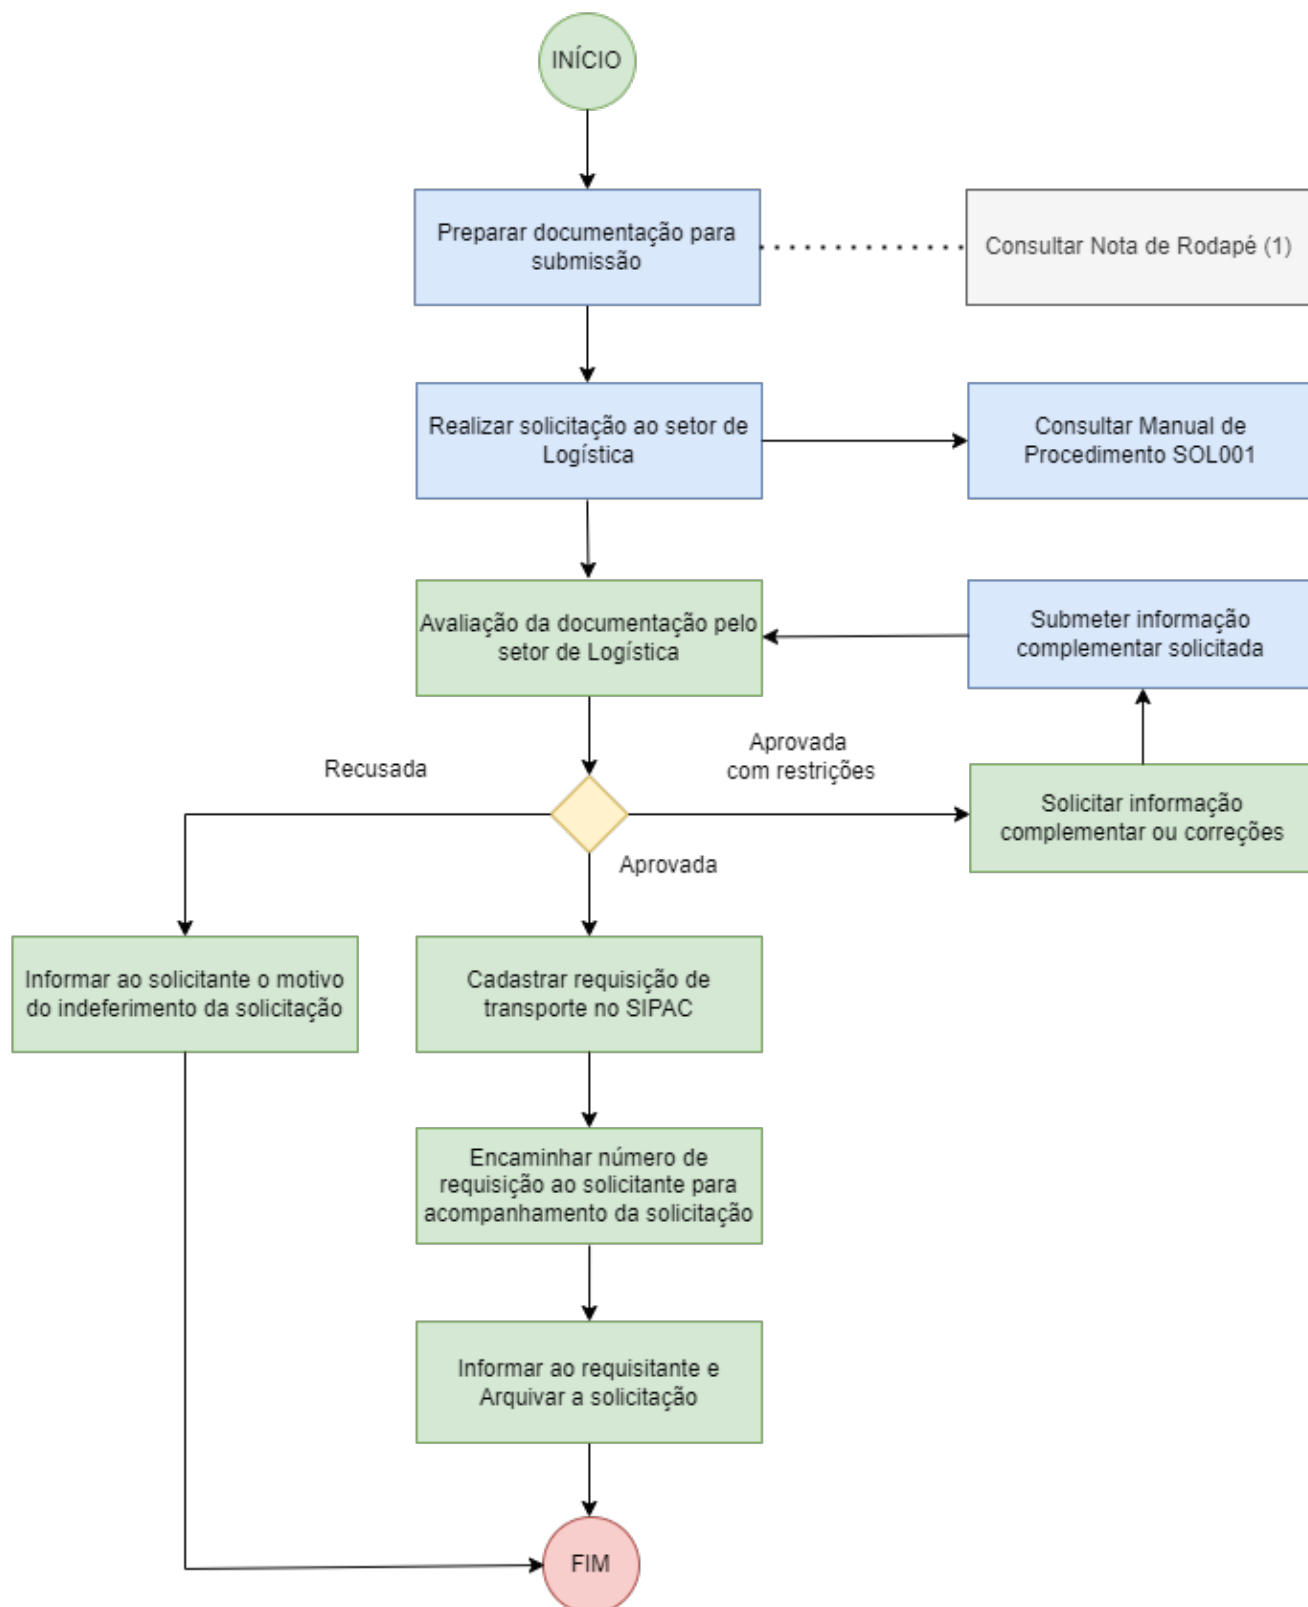 INÍCIO
Preparar documentação para
submissão
Consultar Nota de Rodapé (1)
Realizar solicitação ao setor de
Logística
Consultar Manual de
Procedimento SOL001
Avaliação da documentação pelo
setor de Logística
Submeter informação
complementar solicitada
Recusada
Aprovada
com restrições
Solicitar informação
complementar ou correções
Aprovada
Informar ao solicitante o motivo
do indeferimento da solicitação
Cadastrar requisição de
transporte no SIPAC
Encaminhar número de
requisição ao solicitante para
acompanhamento da solicitação
Informar ao requisitante e
Arquivar a solicitação
FIM